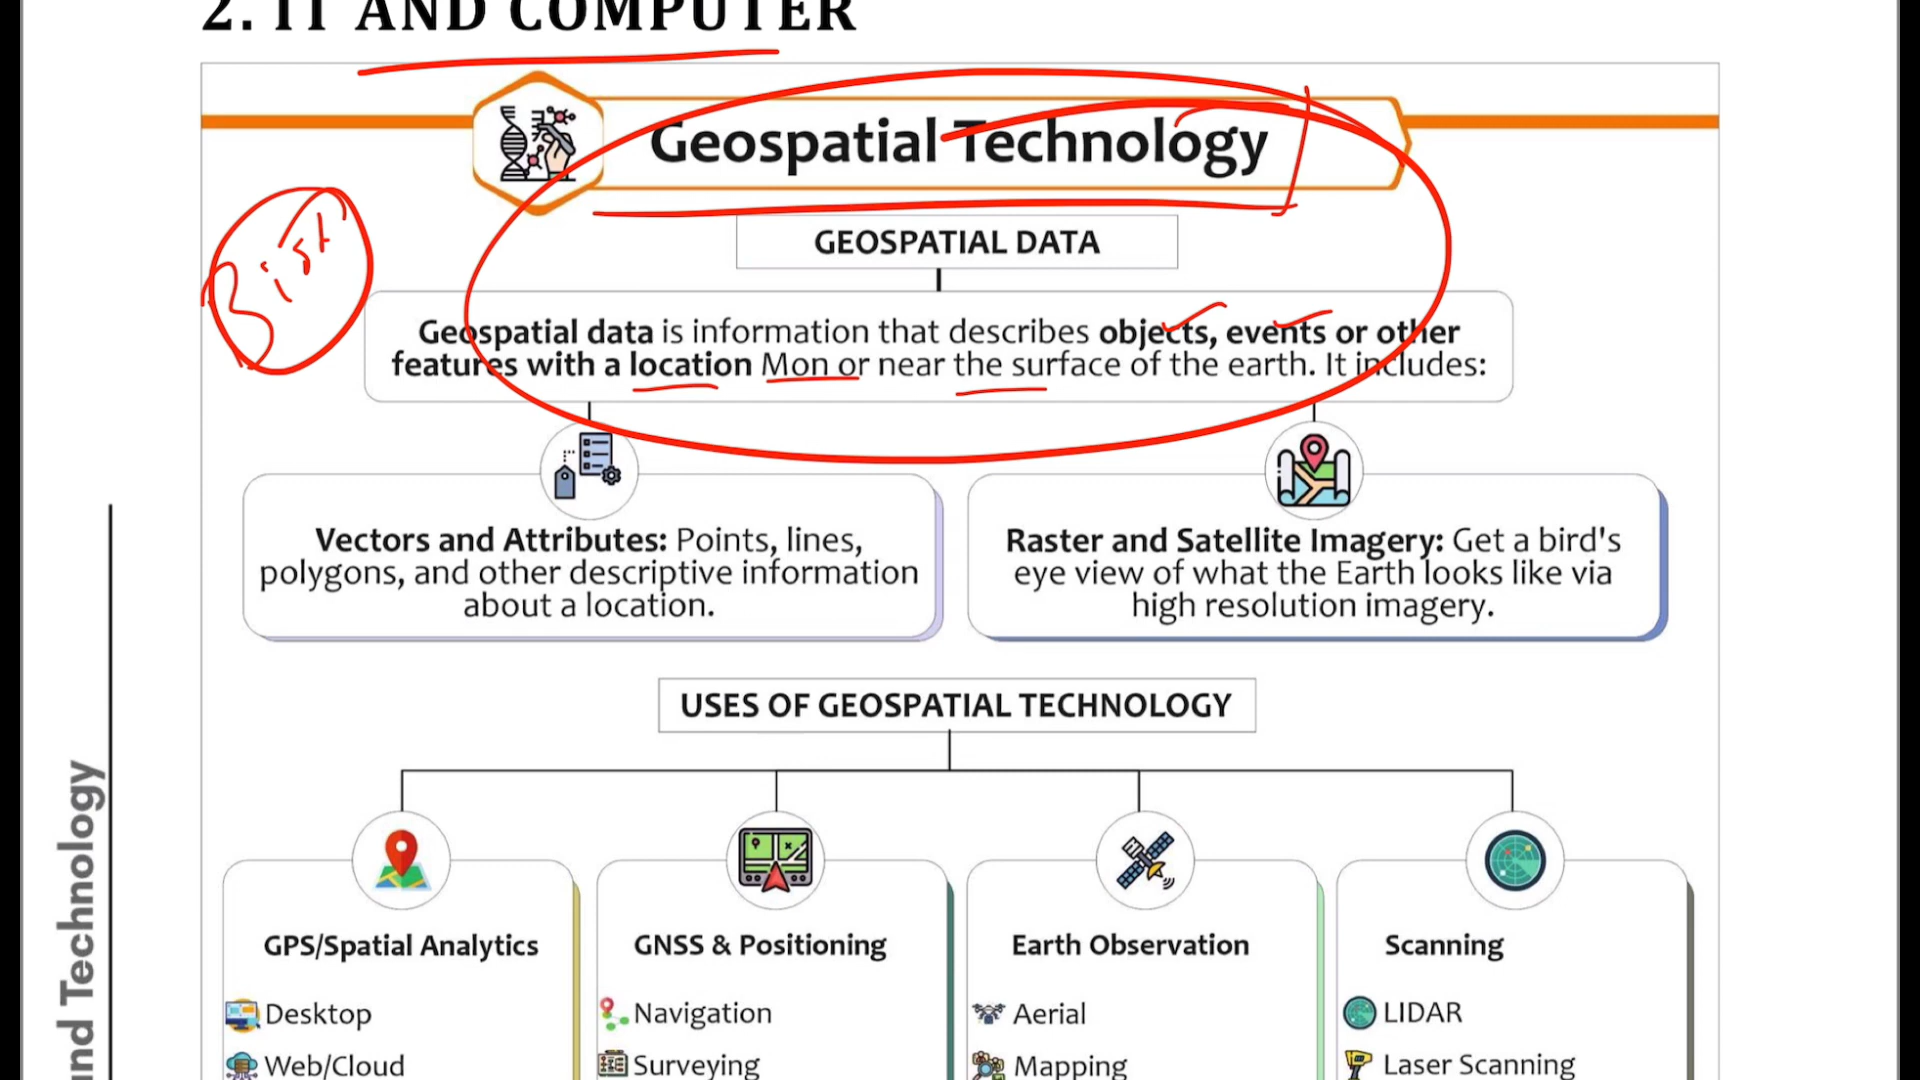 2. IT AND COMPUTER
Geospatial Technology
GEOSPATIAL DATA
Geospatial data is information that describes objects, events or other
features with a location Mon or near the surface of the earth. It includes:
Vectors and Attributes: Points, lines,
polygons, and other descriptive information
about a location.
Raster and Satellite Imagery: Get a bird's
eye view of what the Earth looks like via
high resolution imagery.
USES OF GEOSPATIAL TECHNOLOGY
GPS/Spatial Analytics
Desktop
Web/Cloud
GNSS & Positioning
Navigation
Surveying
Earth Observation
Aerial
Mapping
Scanning
LIDAR
Laser Scanning
and Technology